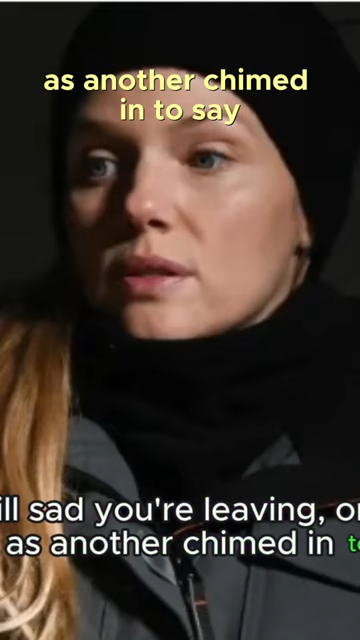 as another chimed
in to say
ill sad you're leaving, or
as another chimed in